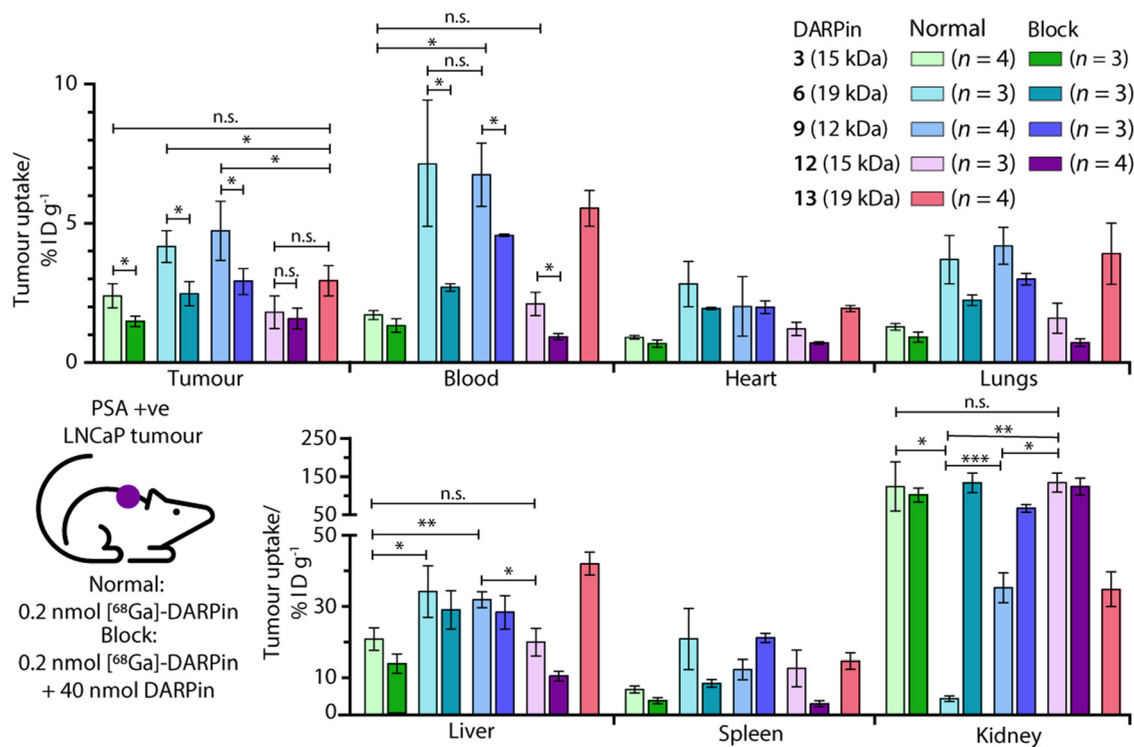 n.s.
*
n.s.
*
*
n.s.
*
*
*
*
*
n.s.
n.s.
*
10
5
0
Tumour uptake/
% I D g⁻¹
Tumour
Blood
Heart
Lungs
DARPin Normal Block
3 (15 kDa) (n = 4) (n = 3)
6 (19 kDa) (n = 3) (n = 3)
9 (12 kDa) (n = 4) (n = 3)
12 (15 kDa) (n = 3) (n = 4)
13 (19 kDa) (n = 4)
PSA +ve
LNCaP tumour
Normal:
0.2 nmol [⁶⁸Ga]-DARPin
Block:
0.2 nmol [⁶⁸Ga]-DARPin
+ 40 nmol DARPin
250
150
50
50
30
10
0
Tumour uptake/
% I D g⁻¹
n.s.
**
*
*
n.s.
**
*
***
*
Liver
Spleen
Kidney